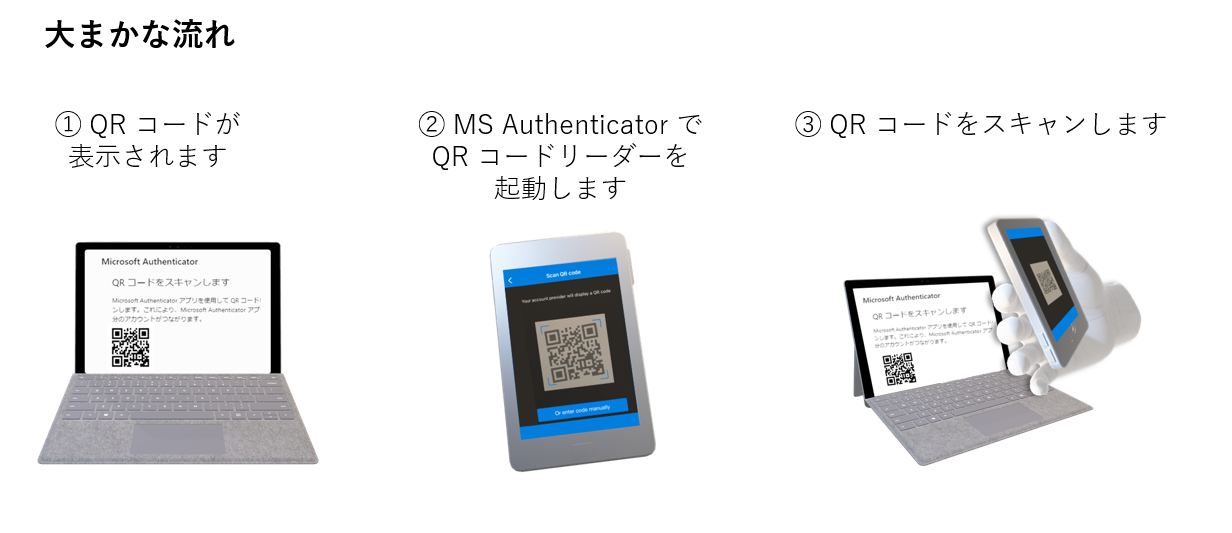 大まかな流れ
① QR コードが
表示されます
② MS Authenticator で
QR コードリーダーを
起動します
③ QR コードをスキャンします
Microsoft Authenticator
QR コードをスキャンします
Microsoft Authenticator アプリを使用して QR コード
ンします。これにより、Microsoft Authenticator アプ
分のアカウントがつながります。
Scan QR code
Your account provider will display a QR code
Or enter code manually
Microsoft Authenticator
QR コードをスキャンします
Microsoft Authenticator アプリを使用して QR コード
ンします。これにより、Microsoft Authenticator アプ
分のアカウントがつながります。